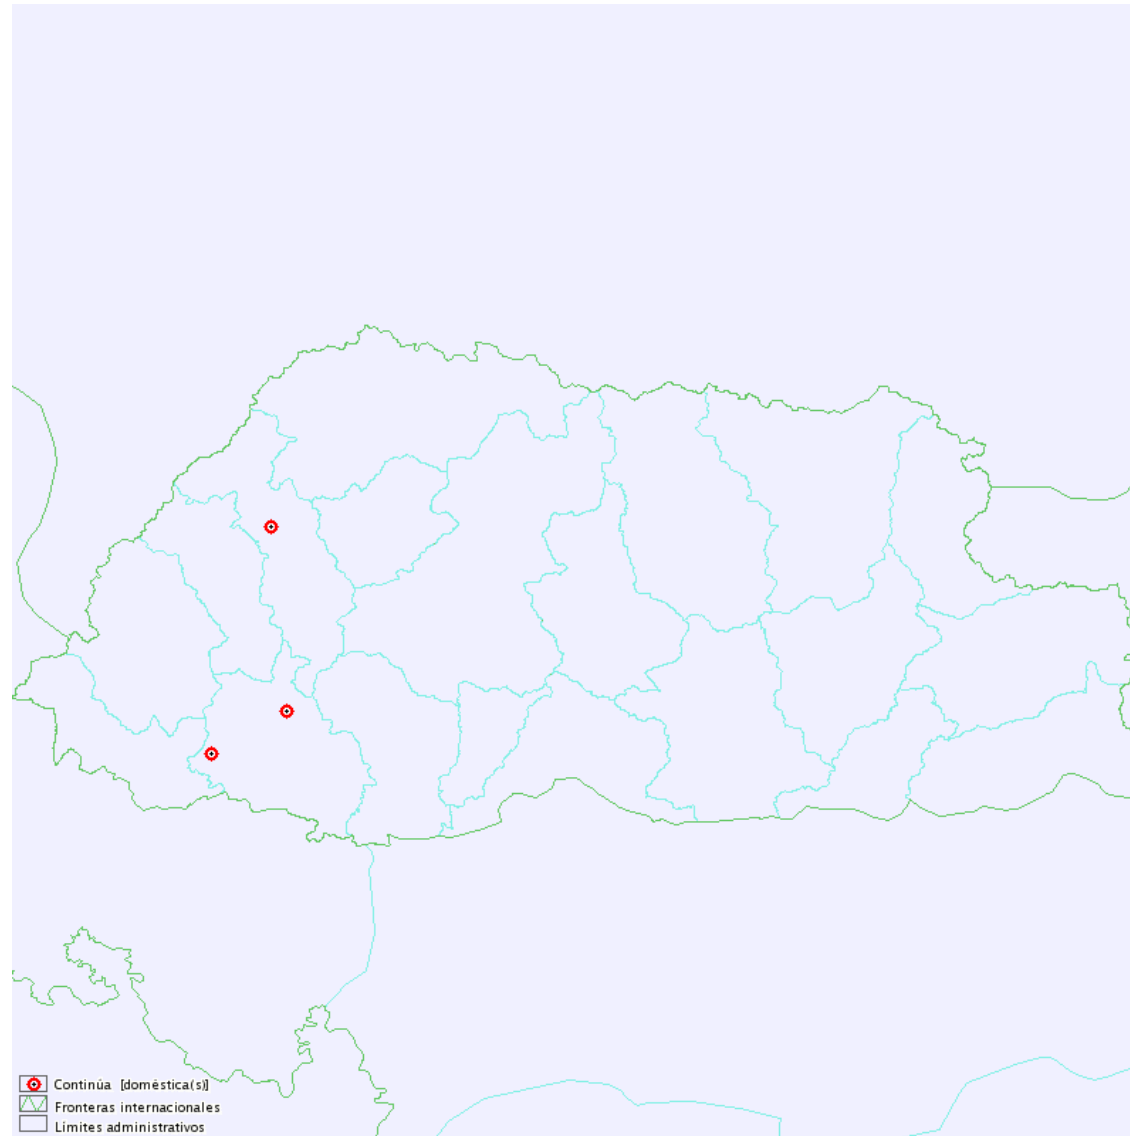 Continúa [doméstica(s)]
Fronteras internacionales
Límites administrativos